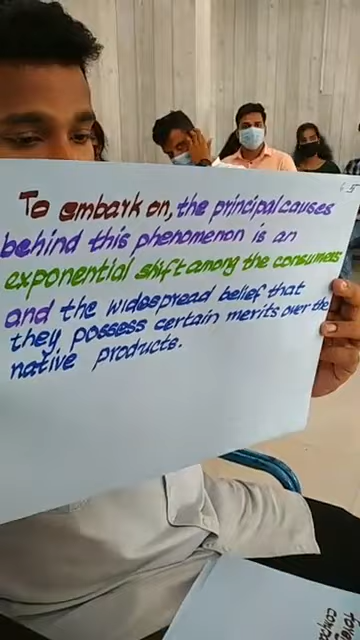 To embark on, the principal causes
behind this phenomenon is an
exponential shift among the consumers
and the widespread belief that
they possess certain merits over the
native products.